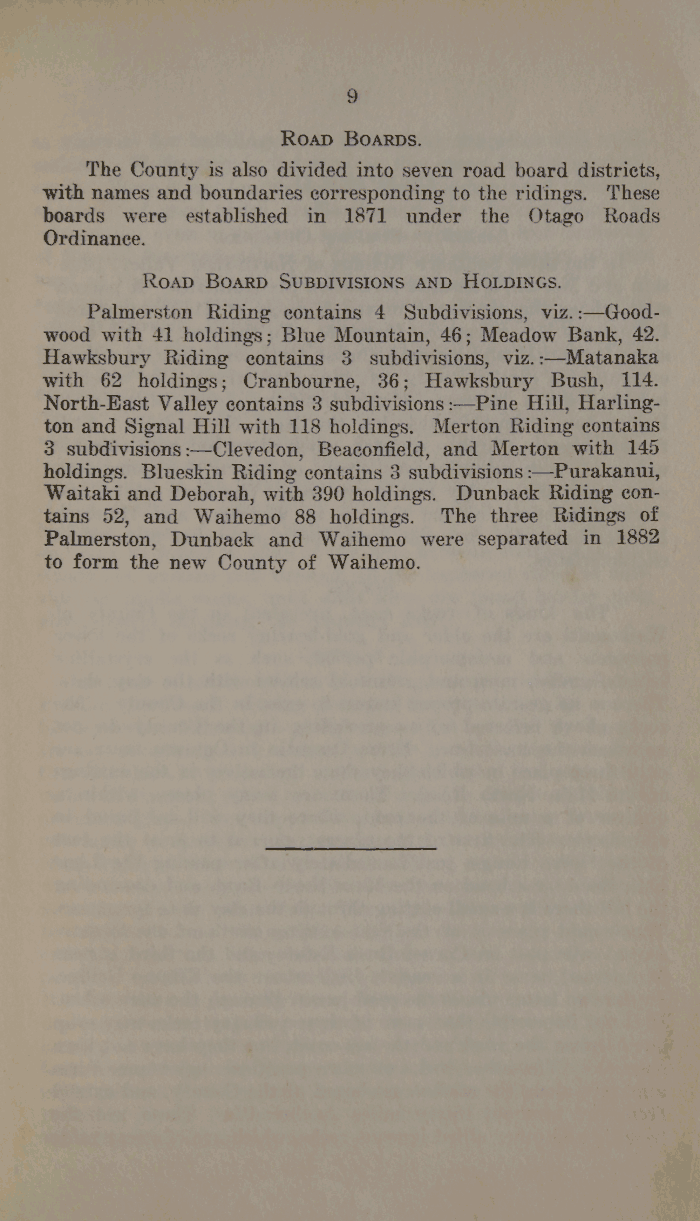 9
ROAD BOARDS.
The County is also divided into seven road board districts,
with names and boundaries corresponding to the ridings. These
boards were established in 1871 under the Otago Roads
Ordinance.
ROAD BOARD SUBDIVISIONS AND HOLDINGS.
Palmerston Riding contains 4 Subdivisions, viz.:—Good-
wood with 41 holdings; Blue Mountain, 46; Meadow Bank, 42.
Hawksbury Riding contains 3 subdivisions, viz.:—Matanaka
with 62 holdings; Cranbourne, 36; Hawksbury Bush, 114.
North-East Valley contains 3 subdivisions:—Pine Hill, Harling-
ton and Signal Hill with 118 holdings. Merton Riding contains
3 subdivisions:—Clevedon, Beaconfield, and Merton with 145
holdings. Blueskin Riding contains 3 subdivisions:—Purakanui,
Waitaki and Deborah, with 390 holdings. Dunback Riding con-
tains 52, and Waihemo 88 holdings. The three Ridings of
Palmerston, Dunback and Waihemo were separated in 1882
to form the new County of Waihemo.